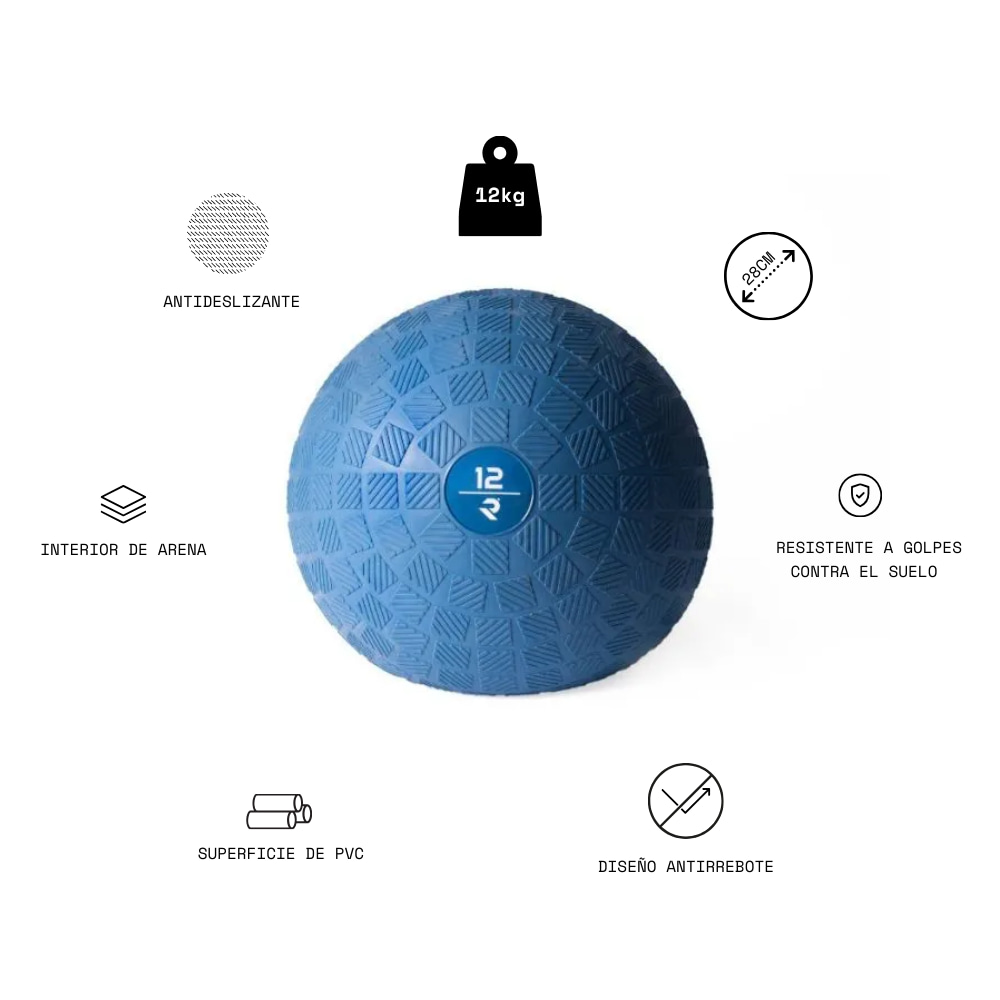 12kg
ANTIDESLIZANTE
28CM
12
R
INTERIOR DE ARENA
RESISTENTE A GOLPES
CONTRA EL SUELO
SUPERFICIE DE PVC
DISEÑO ANTIRREBOTE